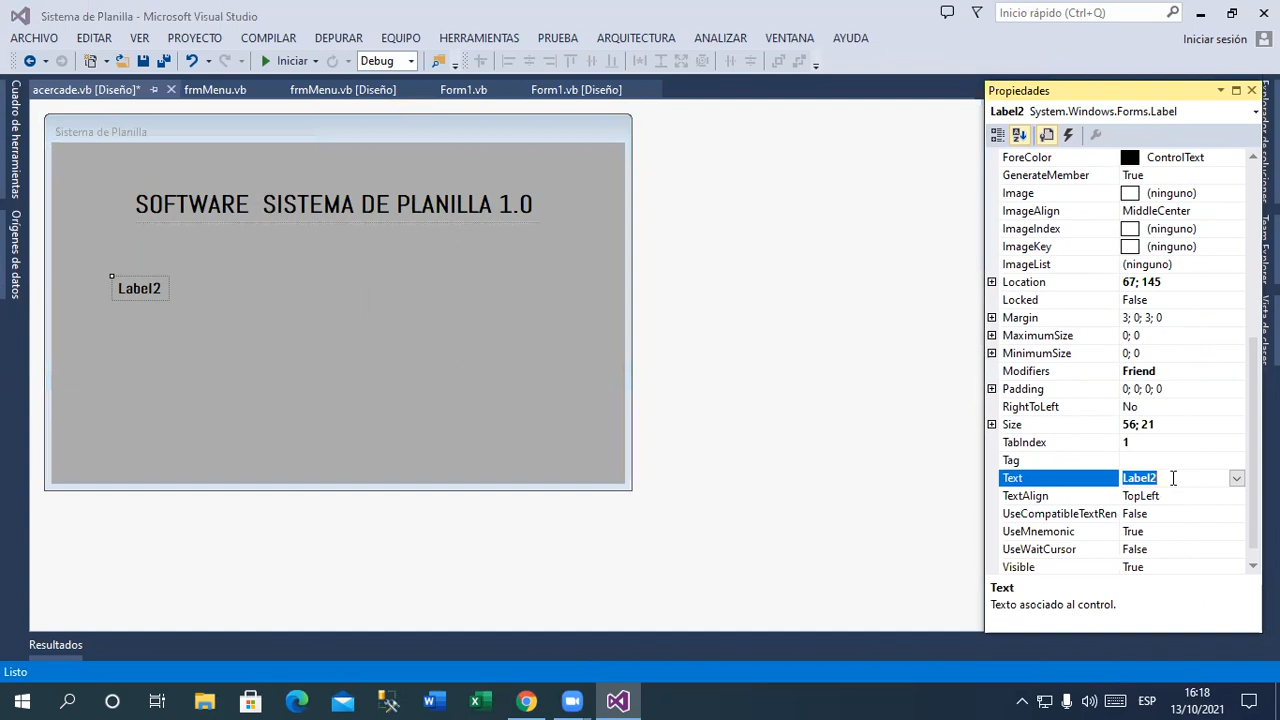 Sistema de Planilla - Microsoft Visual Studio
Inicio rápido (Ctrl+Q)
ARCHIVO EDITAR VER PROYECTO COMPILAR DEPURAR EQUIPO HERRAMIENTAS PRUEBA ARQUITECTURA ANALIZAR VENTANA AYUDA
Iniciar sesión
Iniciar Debug
acercade.vb [Diseño]* frmMenu.vb frmMenu.vb [Diseño] Form1.vb Form1.vb [Diseño]
Cuadro de herramientas
Orígenes de datos
Sistema de Planilla
SOFTWARE SISTEMA DE PLANILLA 1.0
Label2
Propiedades
Label2 System.Windows.Forms.Label
ForeColor ControlText
GenerateMember True
Image (ninguno)
ImageAlign MiddleCenter
ImageIndex (ninguno)
ImageKey (ninguno)
ImageList (ninguno)
Location 67; 145
Locked False
Margin 3; 0; 3; 0
MaximumSize 0; 0
MinimumSize 0; 0
Modifiers Friend
Padding 0; 0; 0; 0
RightToLeft No
Size 56; 21
TabIndex 1
Tag
Text Label2
TextAlign TopLeft
UseCompatibleTextRen False
UseMnemonic True
UseWaitCursor False
Visible True
Text
Texto asociado al control.
Resultados
Listo
ESP
16:18
13/10/2021